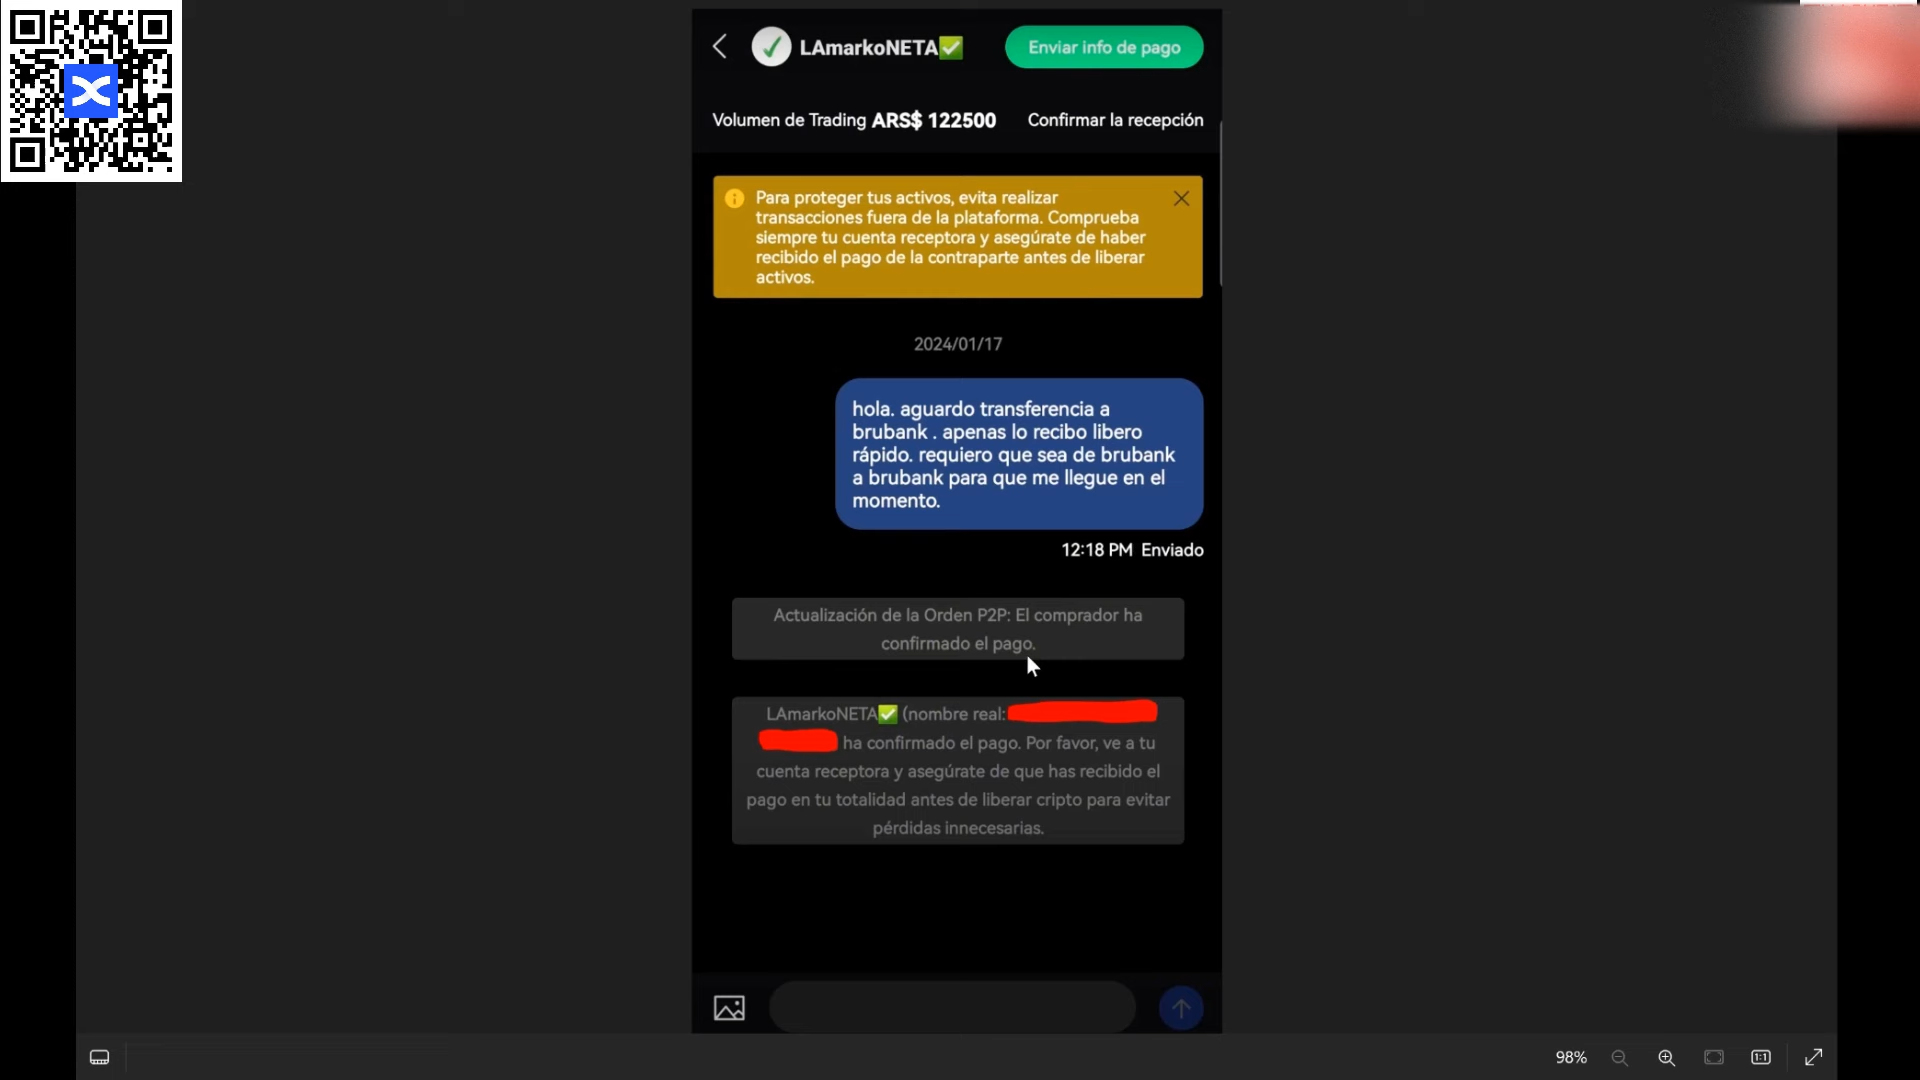 LAmarkoNETA✅
Enviar info de pago
Volumen de Trading ARS$ 122500
Confirmar la recepción
Para proteger tus activos, evita realizar
transacciones fuera de la plataforma. Comprueba
siempre tu cuenta receptora y asegúrate de haber
recibido el pago de la contraparte antes de liberar
activos.
2024/01/17
hola. aguardo transferencia a
brubank . apenas lo recibo libero
rápido. requiero que sea de brubank
a brubank para que me llegue en el
momento.
12:18 PM Enviado
Actualización de la Orden P2P: El comprador ha
confirmado el pago.
LAmarkoNETA✅ (nombre real:
ha confirmado el pago. Por favor, ve a tu
cuenta receptora y asegúrate de que has recibido el
pago en tu totalidad antes de liberar cripto para evitar
pérdidas innecesarias.
98%
1:1